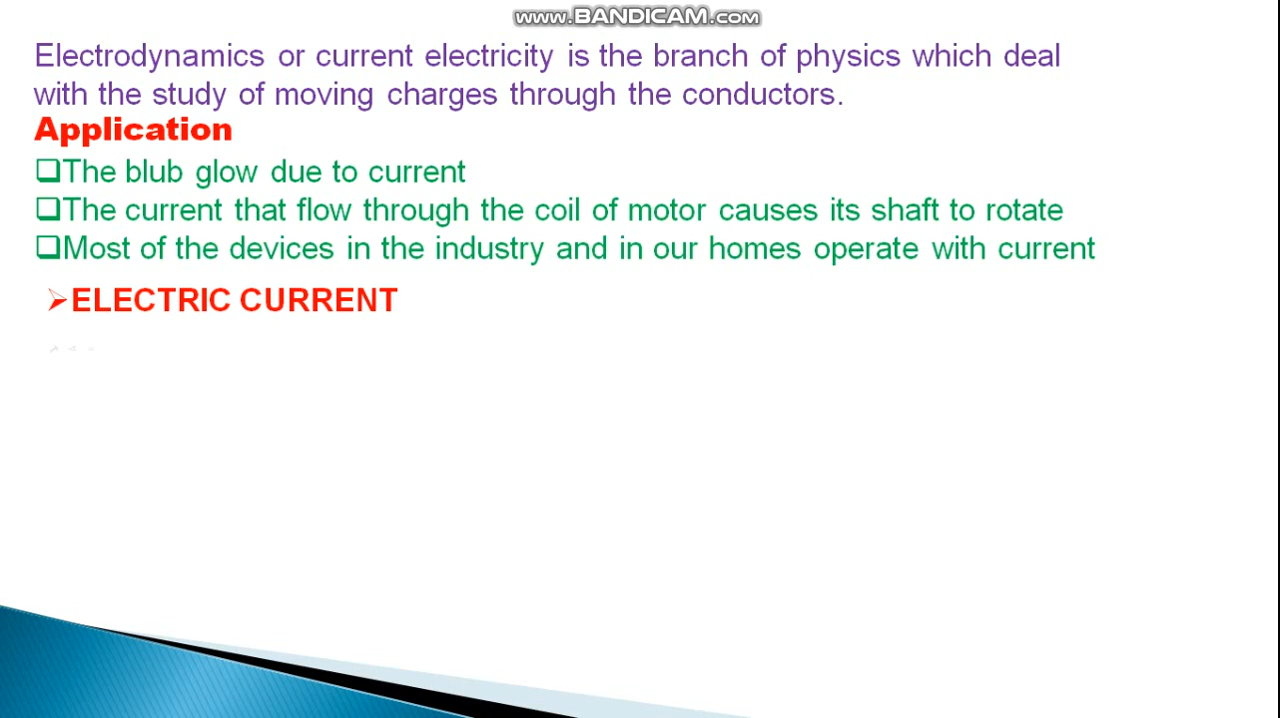 www.BANDICAM.com
Electrodynamics or current electricity is the branch of physics which deal
with the study of moving charges through the conductors.
Application
❑The blub glow due to current
❑The current that flow through the coil of motor causes its shaft to rotate
❑Most of the devices in the industry and in our homes operate with current
➢ELECTRIC CURRENT